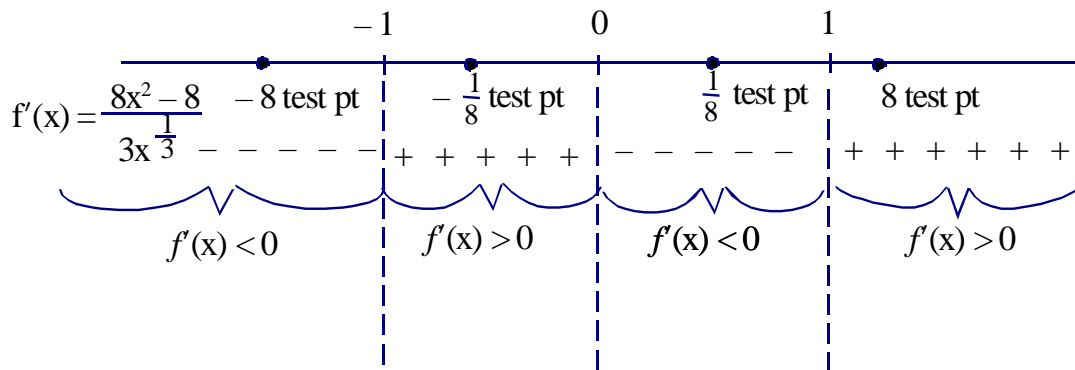 – 1 0 1
f′(x) = (8x² – 8)/(3x^(1/3)) – 8 test pt – 1/8 test pt 1/8 test pt 8 test pt
– – – – – + + + + + – – – – – + + + + + +
f′(x) < 0 f′(x) > 0 f′(x) < 0 f′(x) > 0